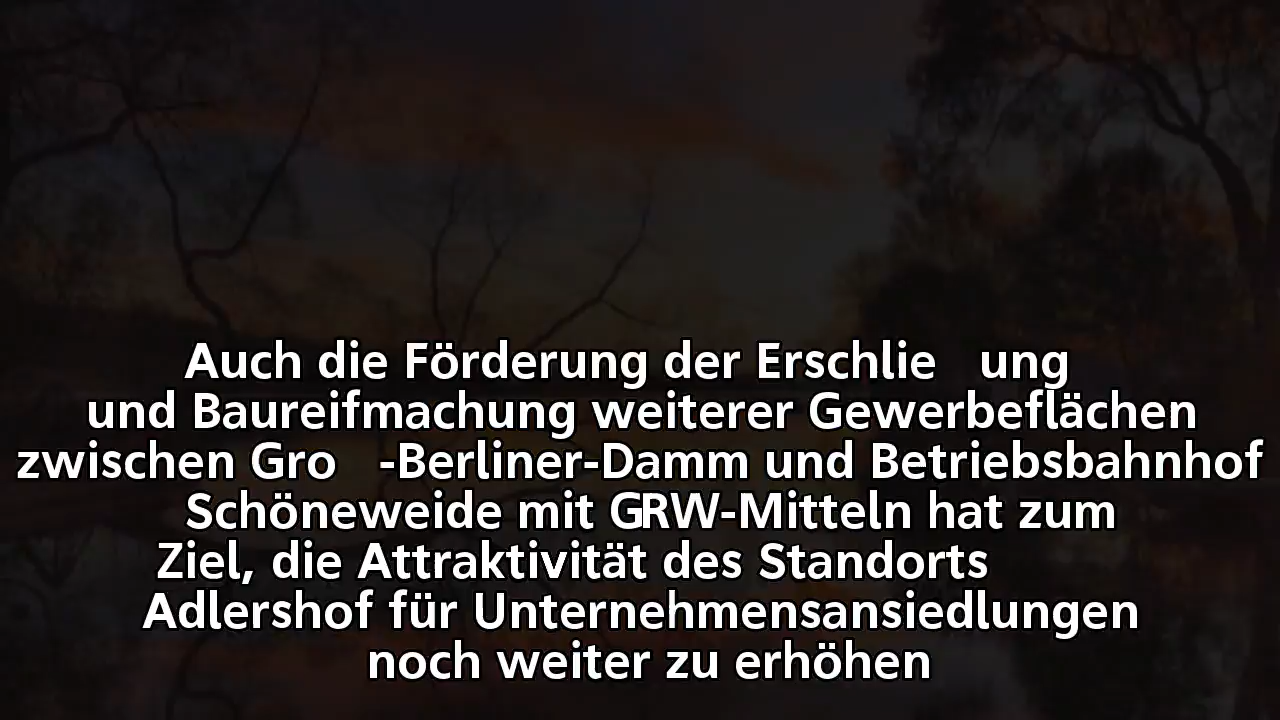 Auch die Förderung der Erschlie ung
und Baureifmachung weiterer Gewerbeflächen
zwischen Gro -Berliner-Damm und Betriebsbahnhof
Schöneweide mit GRW-Mitteln hat zum
Ziel, die Attraktivität des Standorts
Adlershof für Unternehmensansiedlungen
noch weiter zu erhöhen